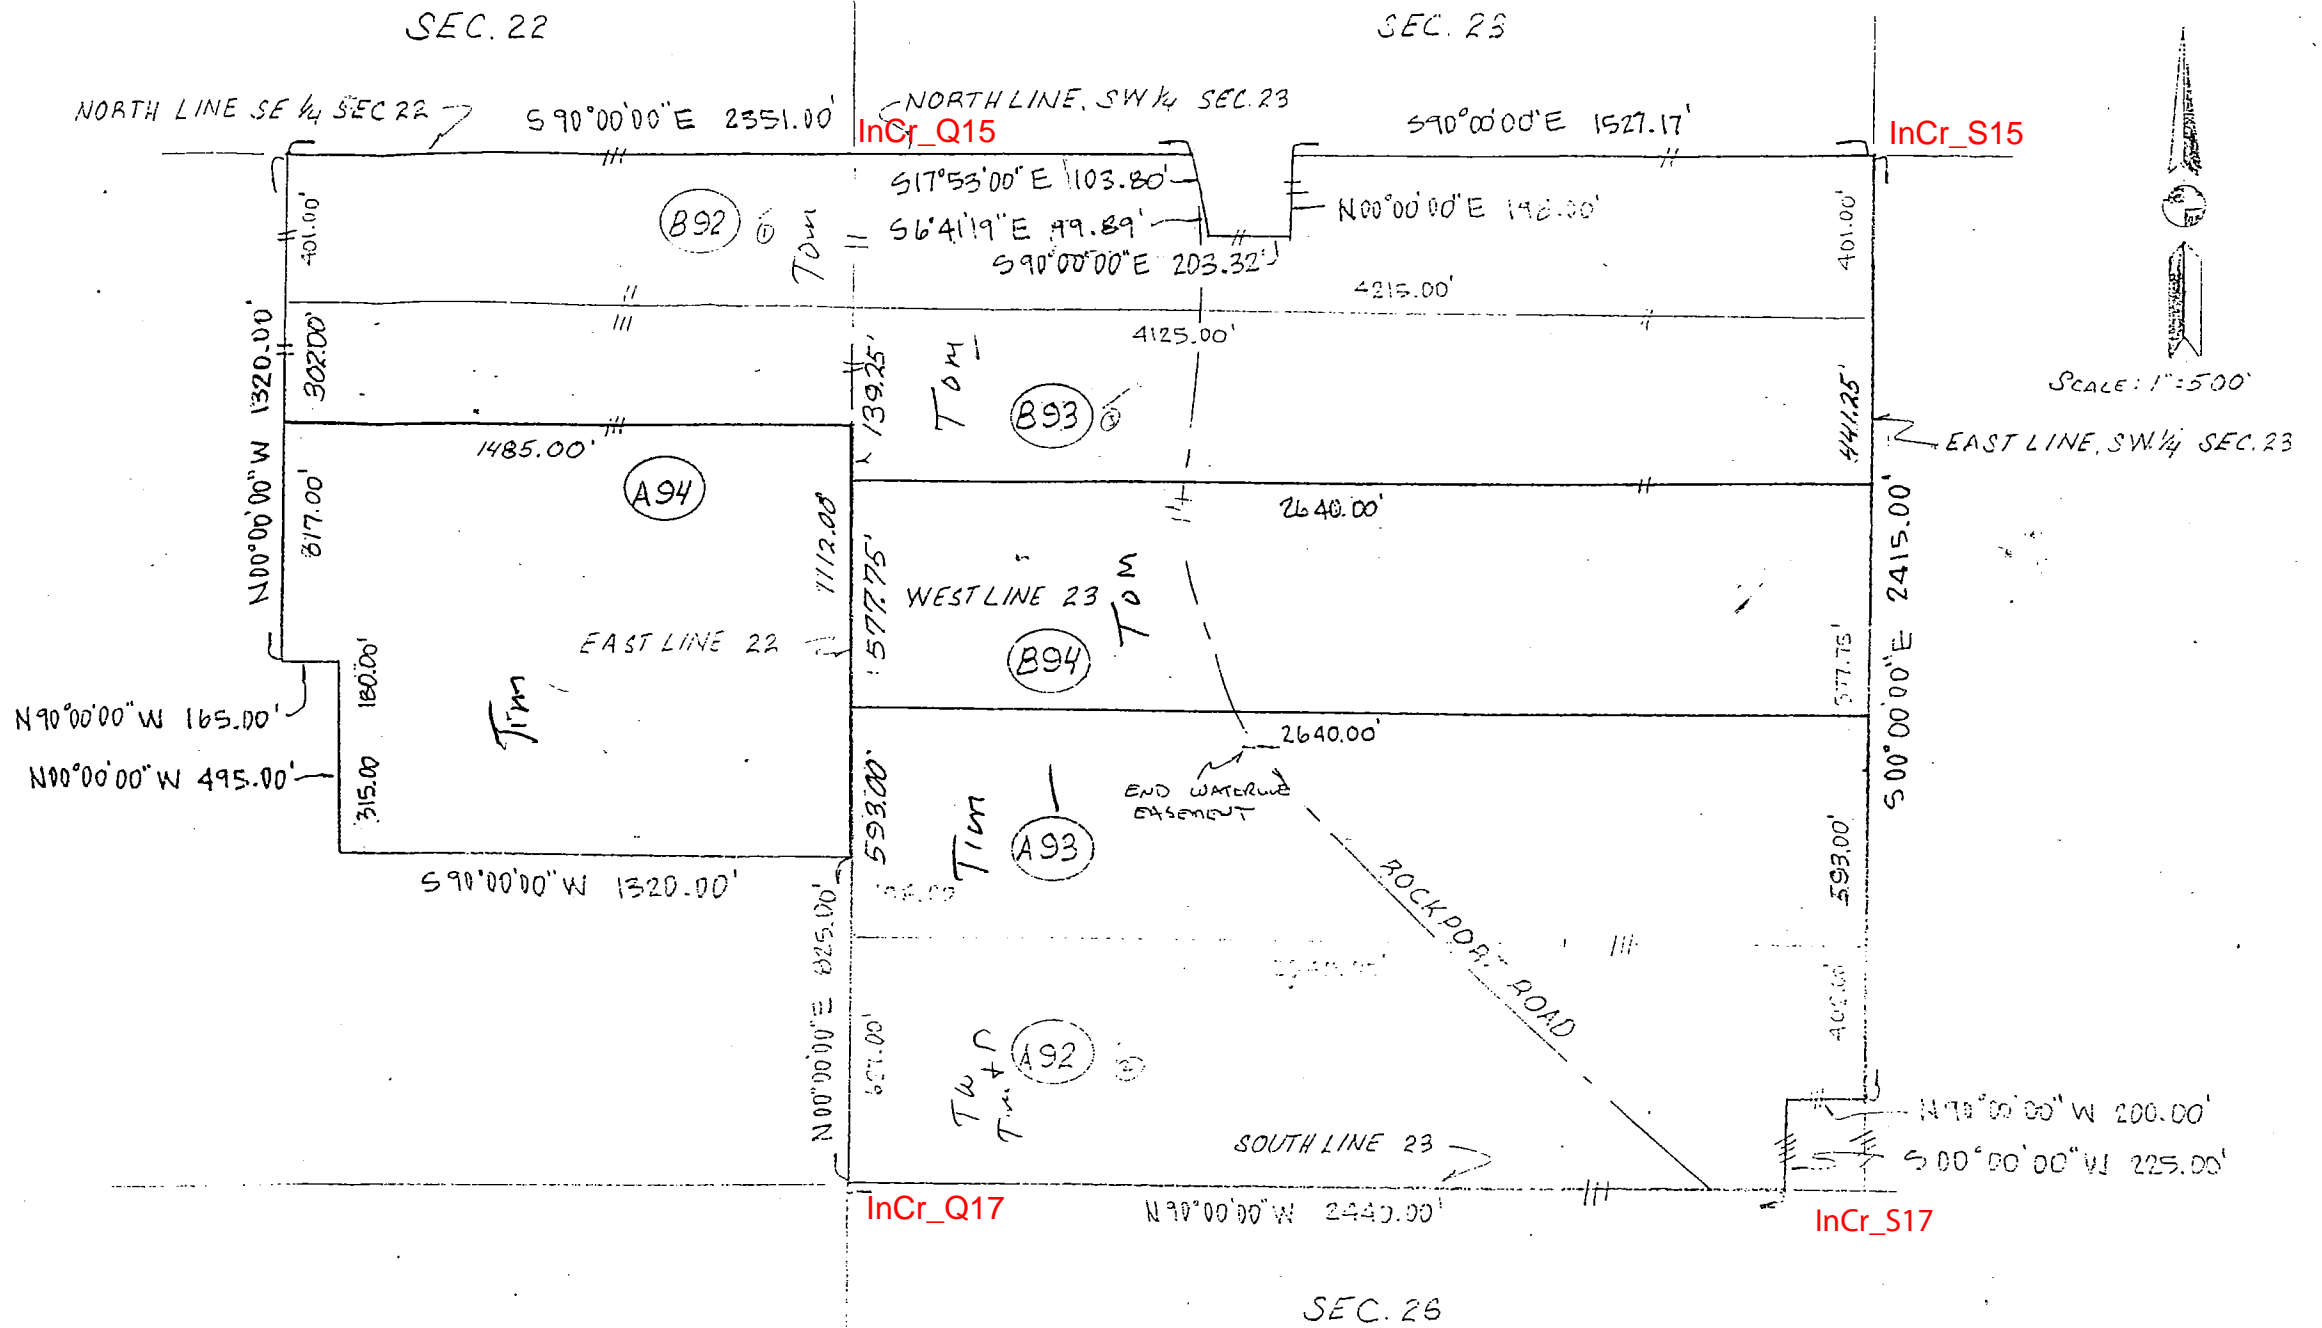 SEC. 22
SEC. 23
NORTH LINE SE ¼ SEC 22
S 90°00'00" E 2351.00'
NORTH LINE, SW ¼ SEC. 23
S90°00'00"E 1527.17'
InCr_Q15
InCr_S15
S17°53'00" E 103.80'
N00°00'00"E 198.00'
S6°41'19"E 99.89'
S90°00'00"E 203.32'
401.00'
B92
Tom
401.00'
4215.00'
4125.00'
N00°00'00"W 1320.00'
302.00'
139.25'
Tom
B93
441.25'
SCALE: 1"=500'
EAST LINE, SW ¼ SEC. 23
1485.00'
A94
617.00'
1112.00'
2640.00'
577.75'
WEST LINE 23
Tom
EAST LINE 22
B94
577.75'
S00°00'00"E 2415.00'
180.00'
N90°00'00"W 165.00'
Tim
N00°00'00"W 495.00'
315.00
2640.00'
END WATERLINE
EASEMENT
593.00'
Tim
A93
593.00'
S90°00'00"W 1320.00'
ROCKPORT ROAD
N00°00'00"E 825.00'
A92
N90°00'00"W 200.00'
S00°00'00"W 225.00'
SOUTH LINE 23
InCr_Q17
N90°00'00"W 2440.00'
InCr_S17
SEC. 26